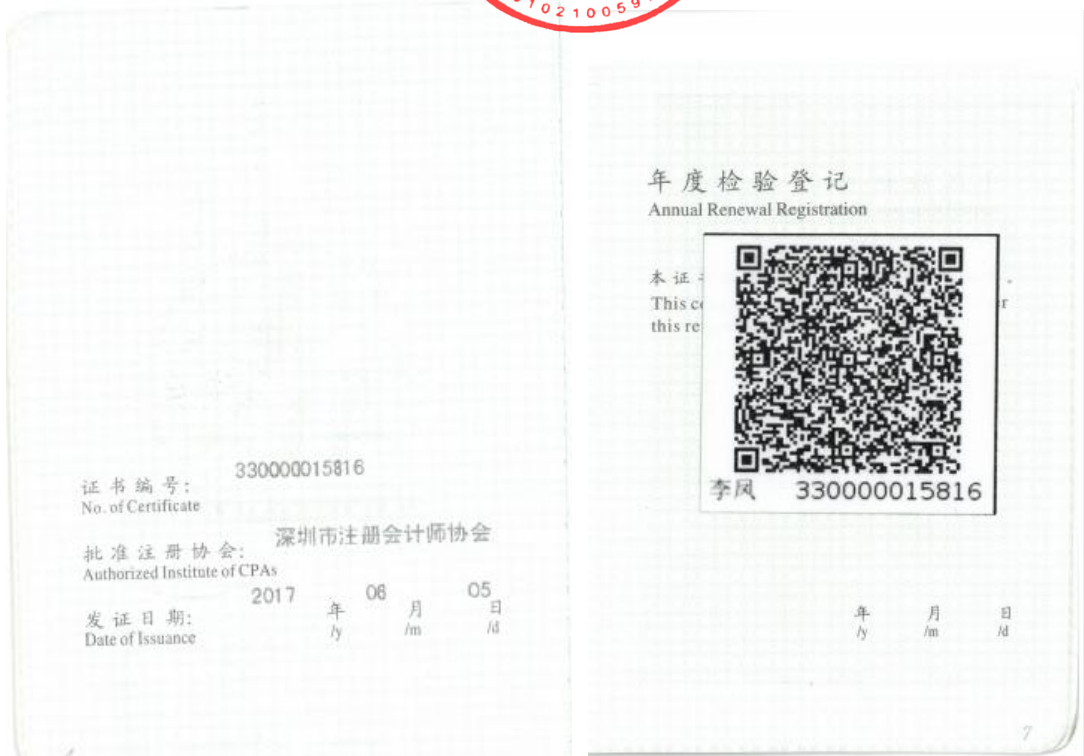 证书编号:
330000015816
No. of Certificate
批准注册协会:
深圳市注册会计师协会
Authorized Institute of CPAs
发证日期:
2017 年 06 月 05 日
Date of Issuance /y /m /d
年度检验登记
Annual Renewal Registration
本证
This
this
李凤 330000015816
年 月 日
/y /m /d
7